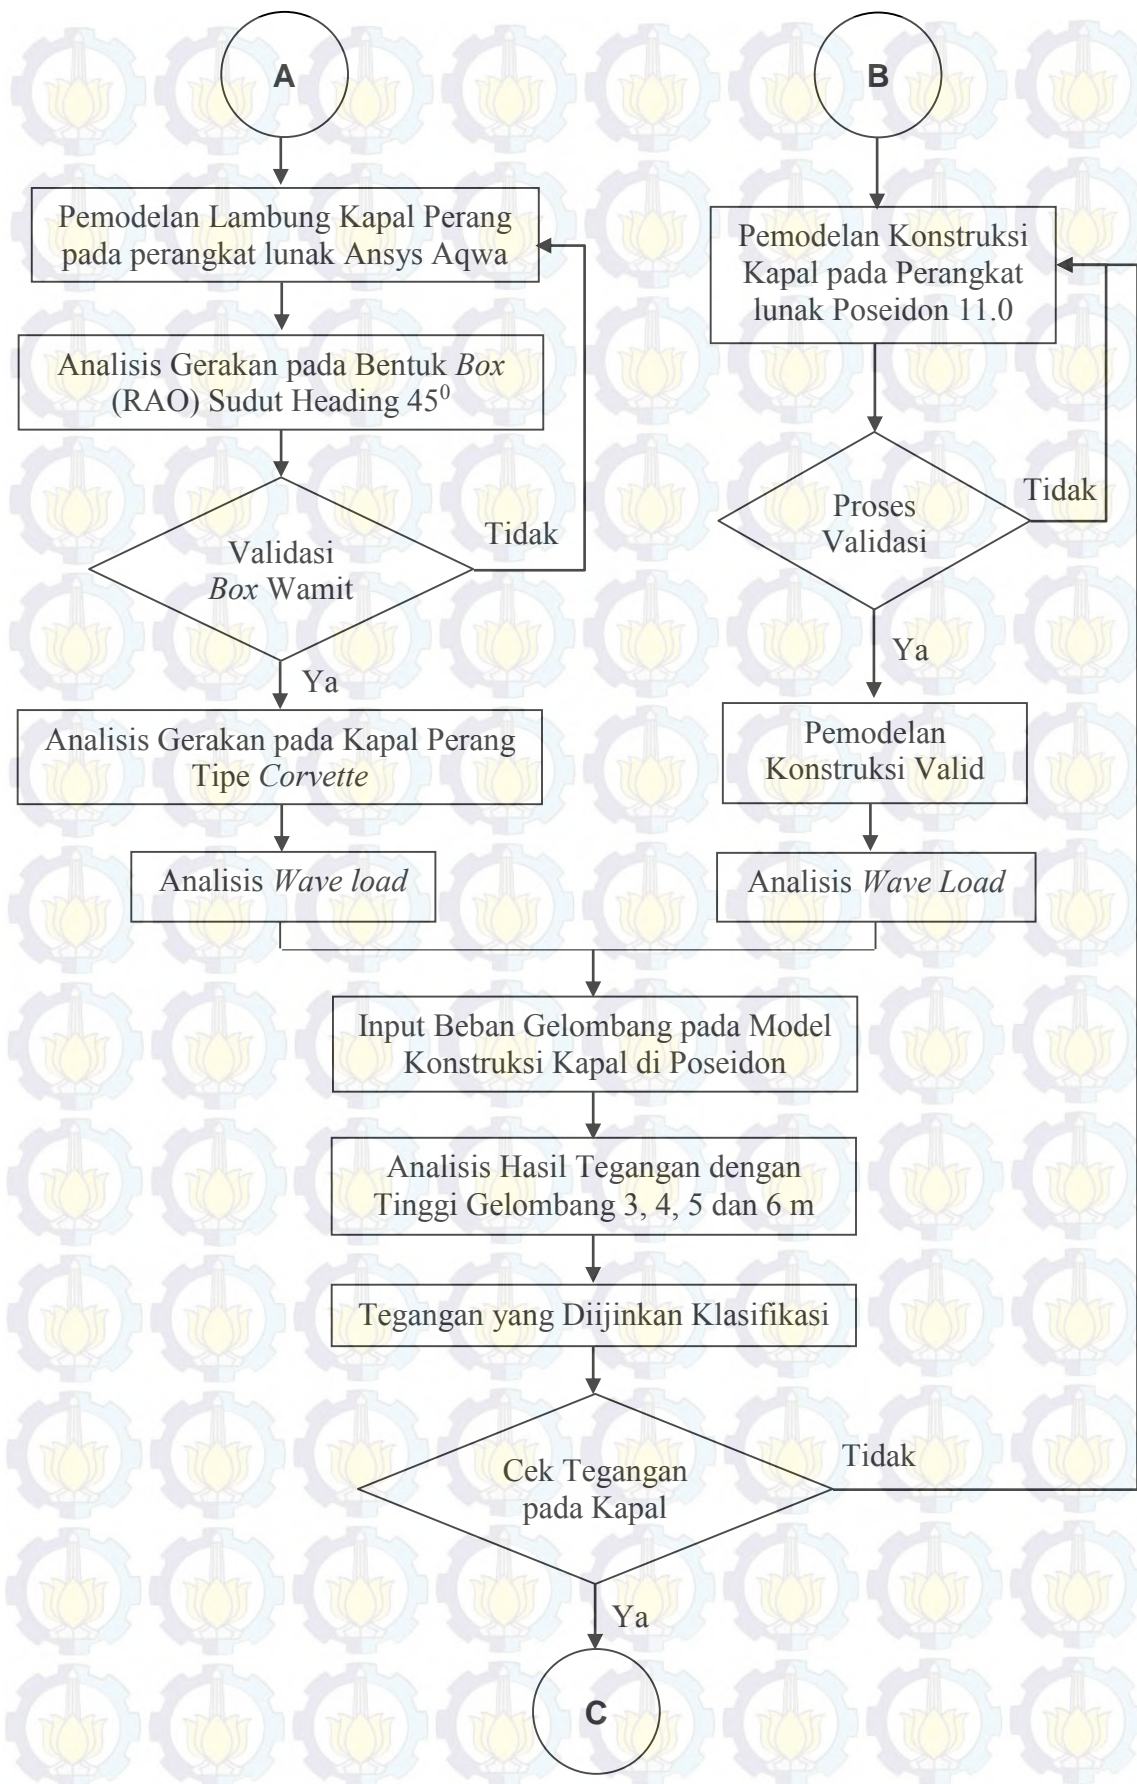 A
B
Pemodelan Lambung Kapal Perang
pada perangkat lunak Ansys Aqwa
Pemodelan Konstruksi
Kapal pada Perangkat
lunak Poseidon 11.0
Analisis Gerakan pada Bentuk Box
(RAO) Sudut Heading 45⁰
Validasi
Box Wamit
Tidak
Proses
Validasi
Tidak
Ya
Ya
Analisis Gerakan pada Kapal Perang
Tipe Corvette
Pemodelan
Konstruksi Valid
Analisis Wave load
Analisis Wave Load
Input Beban Gelombang pada Model
Konstruksi Kapal di Poseidon
Analisis Hasil Tegangan dengan
Tinggi Gelombang 3, 4, 5 dan 6 m
Tegangan yang Diijinkan Klasifikasi
Cek Tegangan
pada Kapal
Tidak
Ya
C